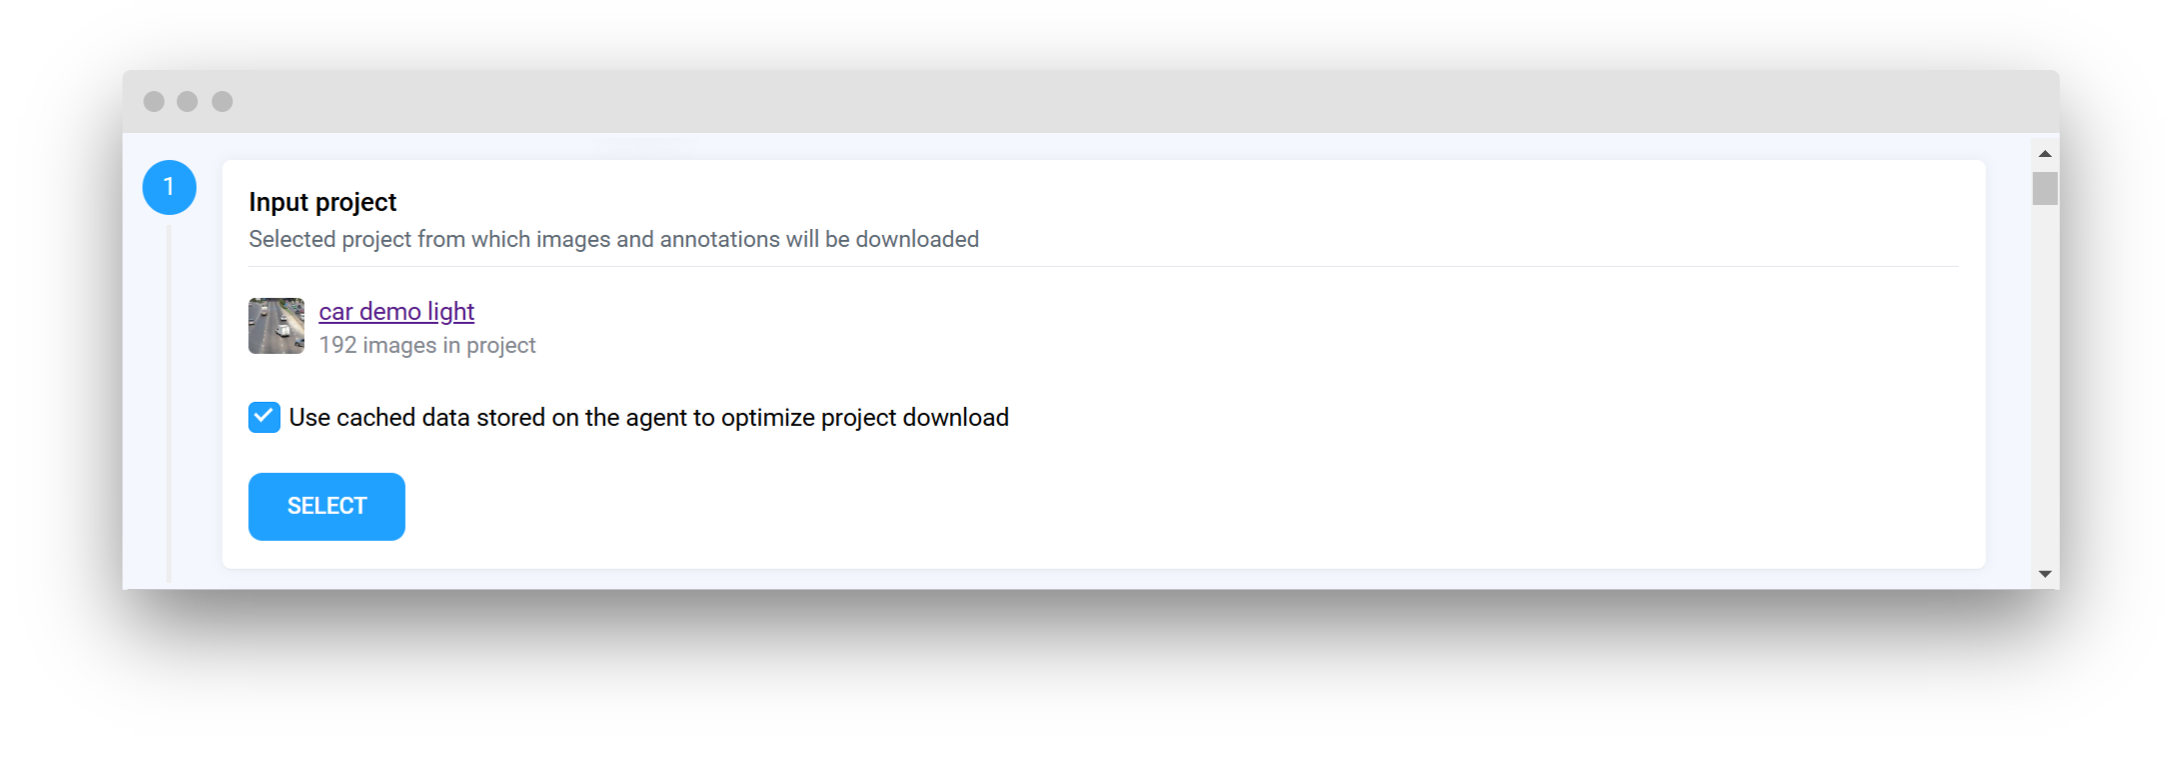 1
Input project
Selected project from which images and annotations will be downloaded
car demo light
192 images in project
Use cached data stored on the agent to optimize project download
SELECT